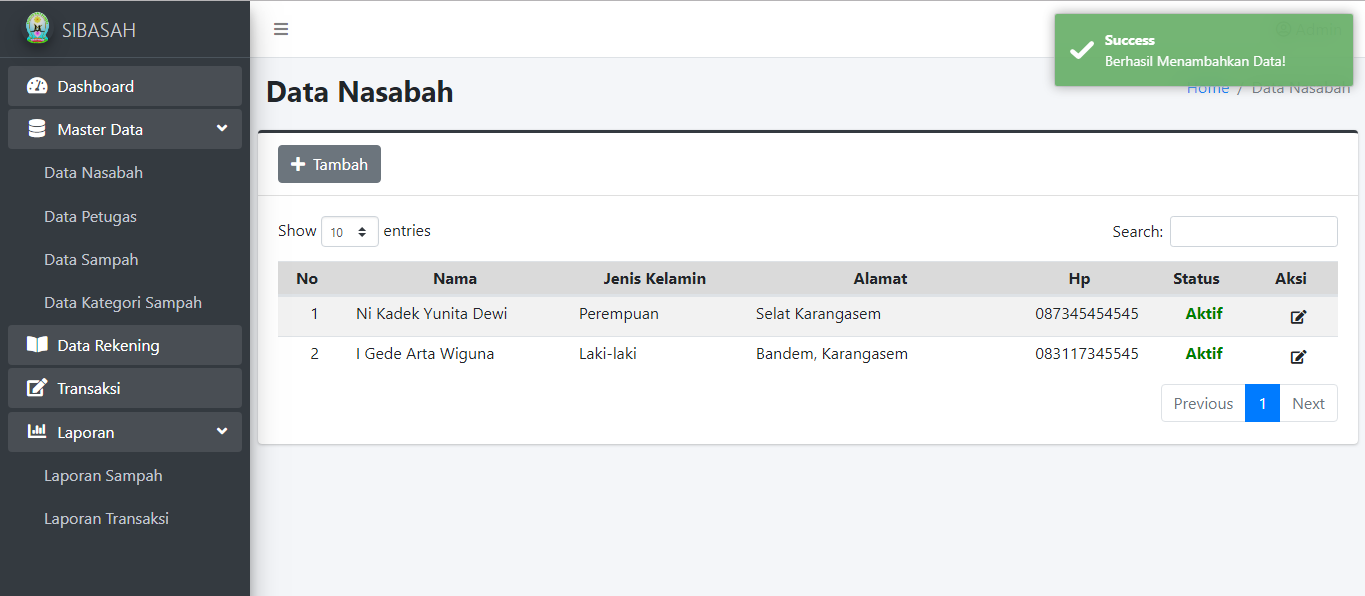 SIBASAH
Dashboard
Master Data
Data Nasabah
Data Petugas
Data Sampah
Data Kategori Sampah
Data Rekening
Transaksi
Laporan
Laporan Sampah
Laporan Transaksi
Admin
Success
Berhasil Menambahkan Data!
Data Nasabah
Home / Data Nasabah
Tambah
Show 10 entries
Search:
No Nama Jenis Kelamin Alamat Hp Status Aksi
1 Ni Kadek Yunita Dewi Perempuan Selat Karangasem 087345454545 Aktif
2 I Gede Arta Wiguna Laki-laki Bandem, Karangasem 083117345545 Aktif
Previous 1 Next